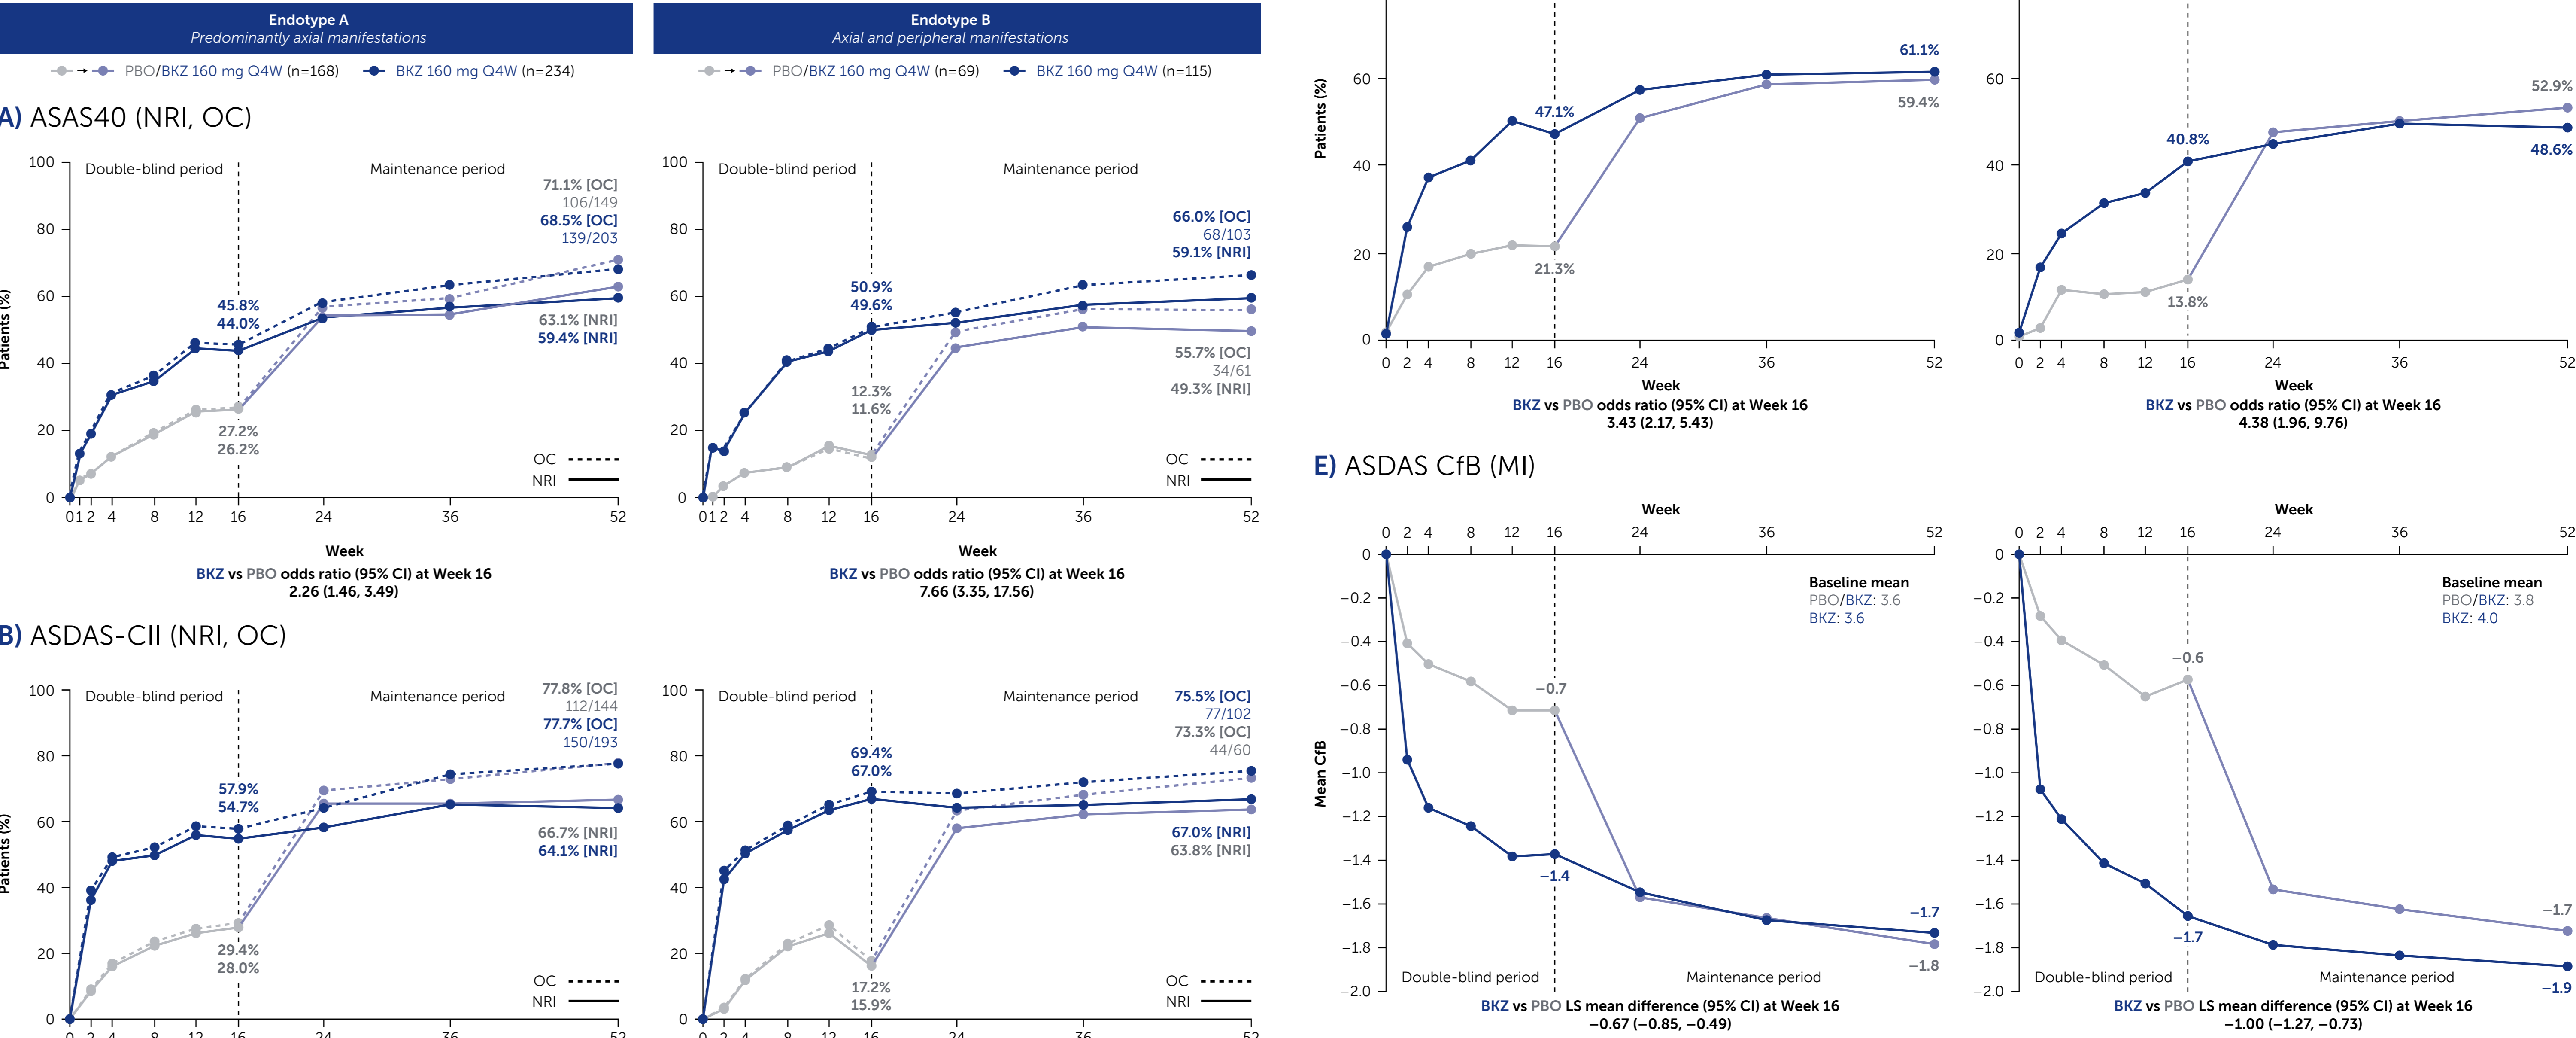 Endotype A
Predominantly axial manifestations
PBO/BKZ 160 mg Q4W (n=168) BKZ 160 mg Q4W (n=234)
Endotype B
Axial and peripheral manifestations
PBO/BKZ 160 mg Q4W (n=69) BKZ 160 mg Q4W (n=115)
A) ASAS40 (NRI, OC)
Patients (%)
100
80
60
40
20
0
Double-blind period
Maintenance period
71.1% [OC]
106/149
68.5% [OC]
139/203
45.8%
44.0%
63.1% [NRI]
59.4% [NRI]
27.2%
26.2%
OC
NRI
0 1 2 4 8 12 16 24 36 52
Week
BKZ vs PBO odds ratio (95% CI) at Week 16
2.26 (1.46, 3.49)
100
80
60
40
20
0
Double-blind period
Maintenance period
66.0% [OC]
68/103
59.1% [NRI]
50.9%
49.6%
55.7% [OC]
34/61
49.3% [NRI]
12.3%
11.6%
OC
NRI
0 1 2 4 8 12 16 24 36 52
Week
BKZ vs PBO odds ratio (95% CI) at Week 16
7.66 (3.35, 17.56)
B) ASDAS-CII (NRI, OC)
Patients (%)
100
80
60
40
20
0
Double-blind period
Maintenance period
77.8% [OC]
112/144
77.7% [OC]
150/193
57.9%
54.7%
66.7% [NRI]
64.1% [NRI]
29.4%
28.0%
OC
NRI
0 2 4 8 12 16 24 36 52
100
80
60
40
20
0
Double-blind period
Maintenance period
75.5% [OC]
77/102
73.3% [OC]
44/60
69.4%
67.0%
67.0% [NRI]
63.8% [NRI]
17.2%
15.9%
OC
NRI
0 2 4 8 12 16 24 36 52
Patients (%)
60
40
20
0
61.1%
59.4%
47.1%
21.3%
0 2 4 8 12 16 24 36 52
Week
BKZ vs PBO odds ratio (95% CI) at Week 16
3.43 (2.17, 5.43)
60
40
20
0
52.9%
48.6%
40.8%
13.8%
0 2 4 8 12 16 24 36 52
Week
BKZ vs PBO odds ratio (95% CI) at Week 16
4.38 (1.96, 9.76)
E) ASDAS CfB (MI)
Week
0 2 4 8 12 16 24 36 52
Mean CfB
0
−0.2
−0.4
−0.6
−0.8
−1.0
−1.2
−1.4
−1.6
−1.8
−2.0
Baseline mean
PBO/BKZ: 3.6
BKZ: 3.6
−0.7
−1.4
−1.7
−1.8
Double-blind period
Maintenance period
BKZ vs PBO LS mean difference (95% CI) at Week 16
−0.67 (−0.85, −0.49)
Week
0 2 4 8 12 16 24 36 52
0
−0.2
−0.4
−0.6
−0.8
−1.0
−1.2
−1.4
−1.6
−1.8
−2.0
Baseline mean
PBO/BKZ: 3.8
BKZ: 4.0
−0.6
−1.7
−1.7
−1.9
Double-blind period
Maintenance period
BKZ vs PBO LS mean difference (95% CI) at Week 16
−1.00 (−1.27, −0.73)